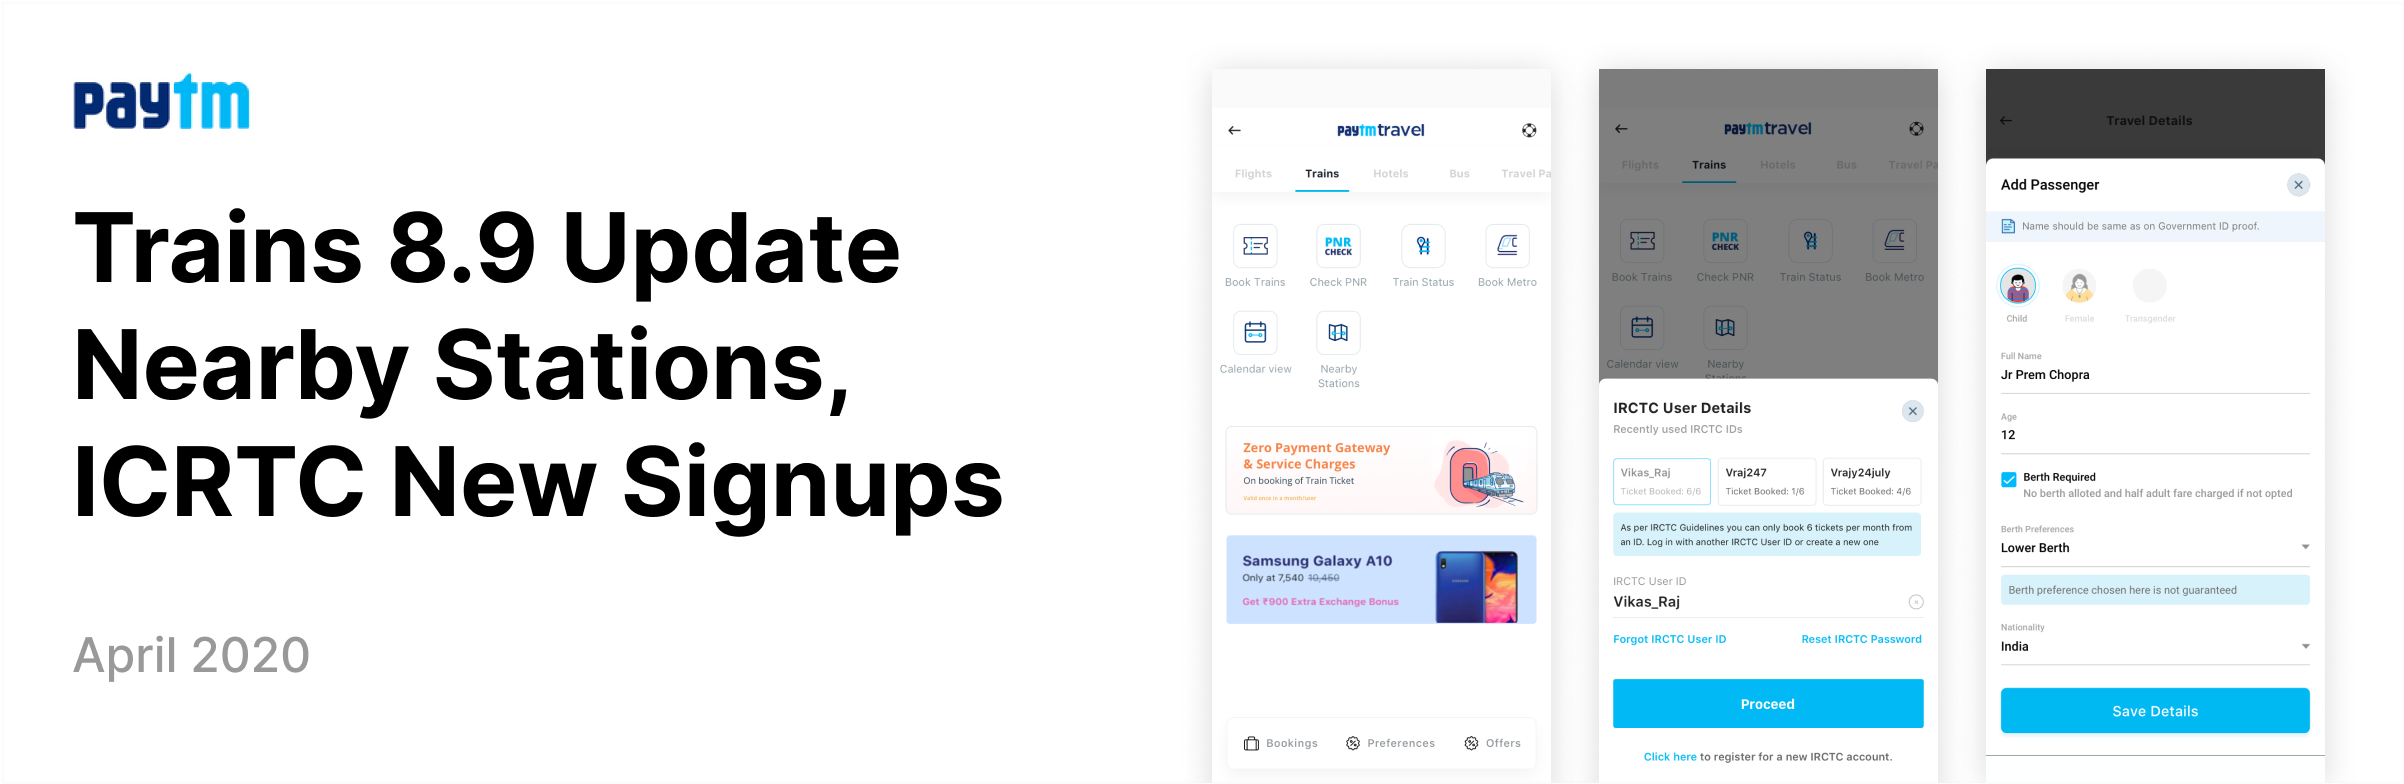 paytm
Trains 8.9 Update
Nearby Stations,
ICRTC New Signups
April 2020
paytm travel
Flights Trains Hotels Bus Travel Pa
PNR
CHECK
Book Trains Check PNR Train Status Book Metro
Calendar view Nearby
Stations
Zero Payment Gateway
& Service Charges
On booking of Train Ticket
Valid once in a month/user
Samsung Galaxy A10
Only at 7,540 10,450
Get ₹900 Extra Exchange Bonus
Bookings Preferences Offers
paytm travel
Flights Trains Hotels Bus Travel Pa
PNR
CHECK
Book Trains Check PNR Train Status Book Metro
Calendar view Nearby
Stations
IRCTC User Details
Recently used IRCTC IDs
Vikas_Raj Vraj247 Vrajy24july
Ticket Booked: 6/6 Ticket Booked: 1/6 Ticket Booked: 4/6
As per IRCTC Guidelines you can only book 6 tickets per month from
an ID. Log in with another IRCTC User ID or create a new one
IRCTC User ID
Vikas_Raj
Forgot IRCTC User ID Reset IRCTC Password
Proceed
Click here to register for a new IRCTC account.
Travel Details
Add Passenger
Name should be same as on Government ID proof.
Child Female Transgender
Full Name
Jr Prem Chopra
Age
12
Berth Required
No berth alloted and half adult fare charged if not opted
Berth Preferences
Lower Berth
Berth preference chosen here is not guaranteed
Nationality
India
Save Details